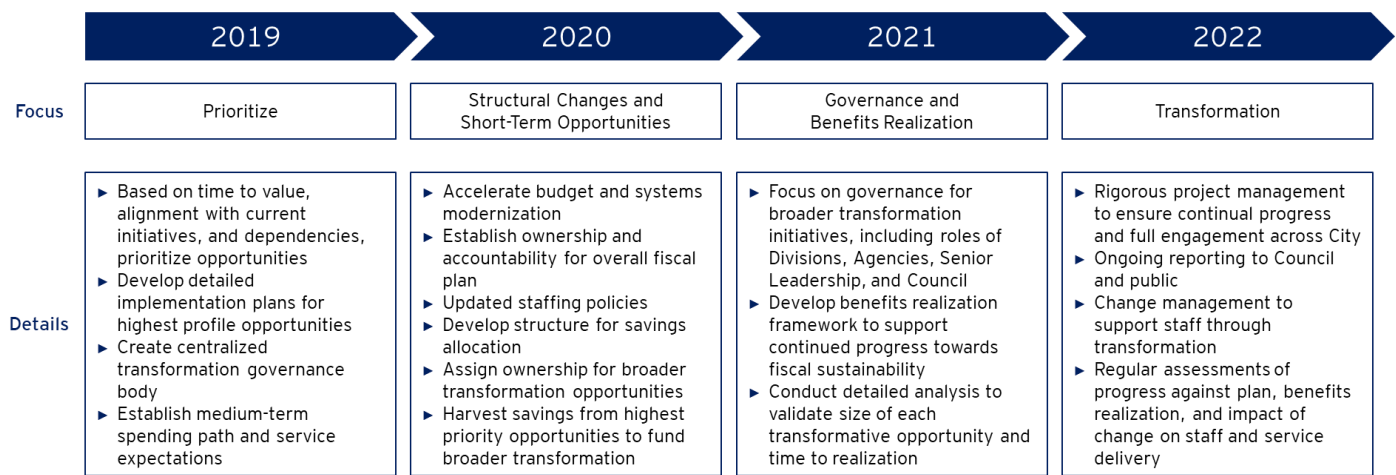 2019
2020
2021
2022
Focus
Prioritize
Structural Changes and
Short-Term Opportunities
Governance and
Benefits Realization
Transformation
Details
► Based on time to value,
alignment with current
initiatives, and dependencies,
prioritize opportunities
► Develop detailed
implementation plans for
highest profile opportunities
► Create centralized
transformation governance
body
► Establish medium-term
spending path and service
expectations
► Accelerate budget and systems
modernization
► Establish ownership and
accountability for overall fiscal
plan
► Updated staffing policies
► Develop structure for savings
allocation
► Assign ownership for broader
transformation opportunities
► Harvest savings from highest
priority opportunities to fund
broader transformation
► Focus on governance for
broader transformation
initiatives, including roles of
Divisions, Agencies, Senior
Leadership, and Council
► Develop benefits realization
framework to support
continued progress towards
fiscal sustainability
► Conduct detailed analysis to
validate size of each
transformative opportunity and
time to realization
► Rigorous project management
to ensure continual progress
and full engagement across City
► Ongoing reporting to Council
and public
► Change management to
support staff through
transformation
► Regular assessments of
progress against plan, benefits
realization, and impact of
change on staff and service
delivery